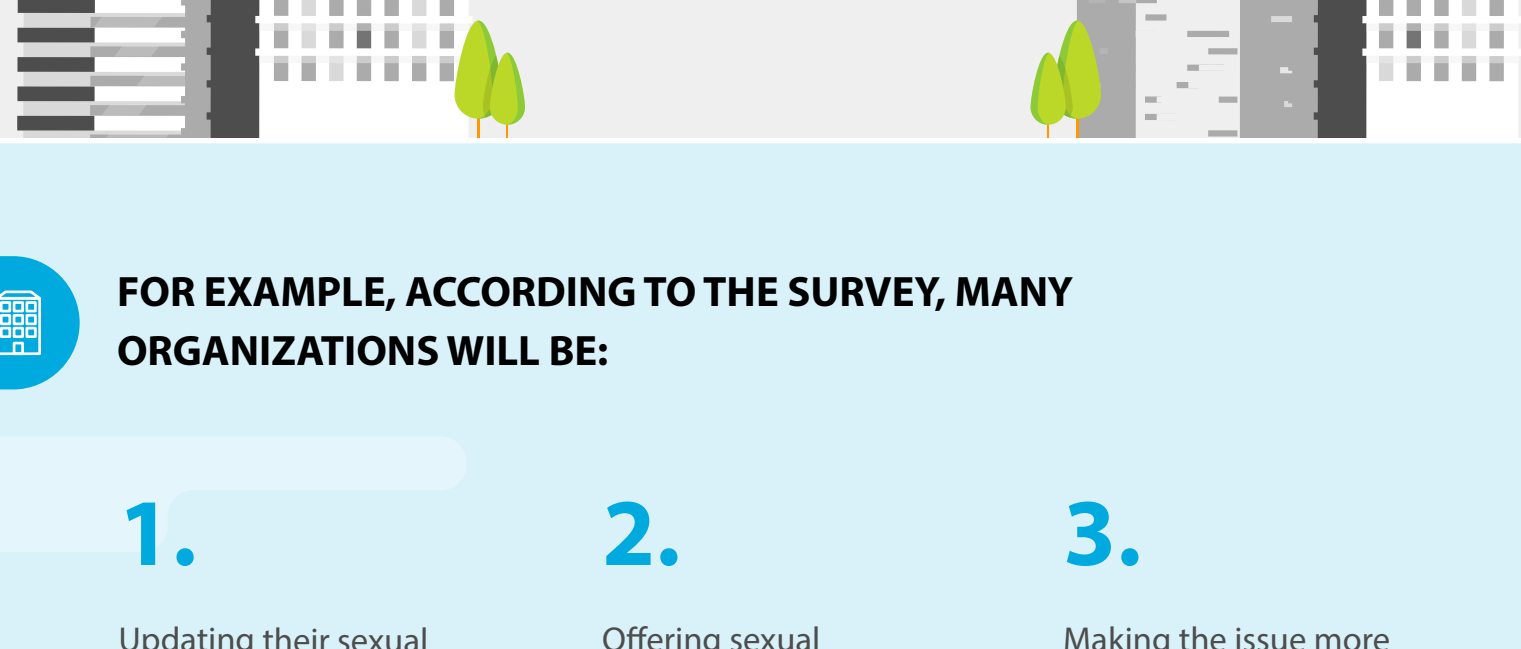 FOR EXAMPLE, ACCORDING TO THE SURVEY, MANY
ORGANIZATIONS WILL BE:
1.
2.
3.
Updating their sexual
Offering sexual
Making the issue more